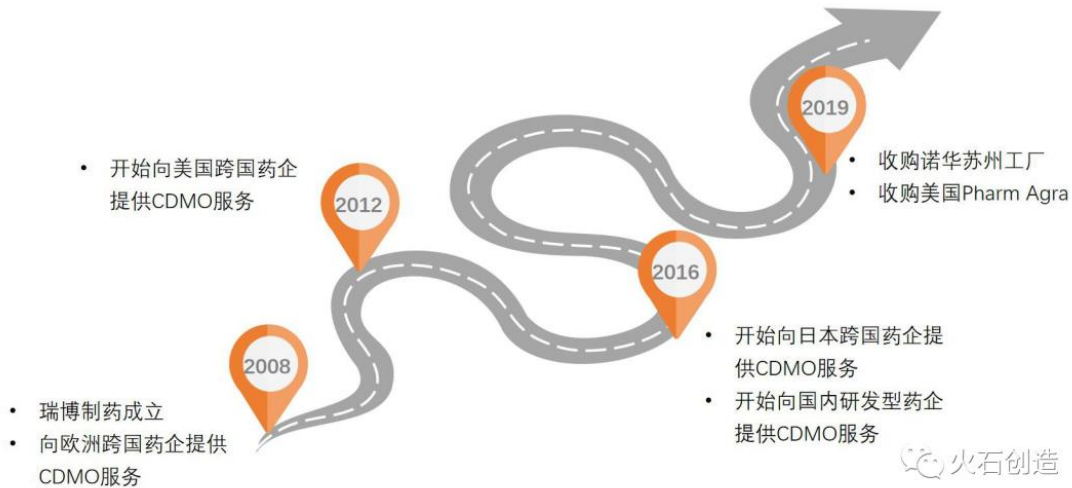 2008
• 瑞博制药成立
• 向欧洲跨国药企提供
CDMO服务
2012
• 开始向美国跨国药企
提供CDMO服务
2016
• 开始向日本跨国药企提
供CDMO服务
• 开始向国内研发型药企
提供CDMO服务
2019
• 收购诺华苏州工厂
• 收购美国Pharm Agra
火石创造